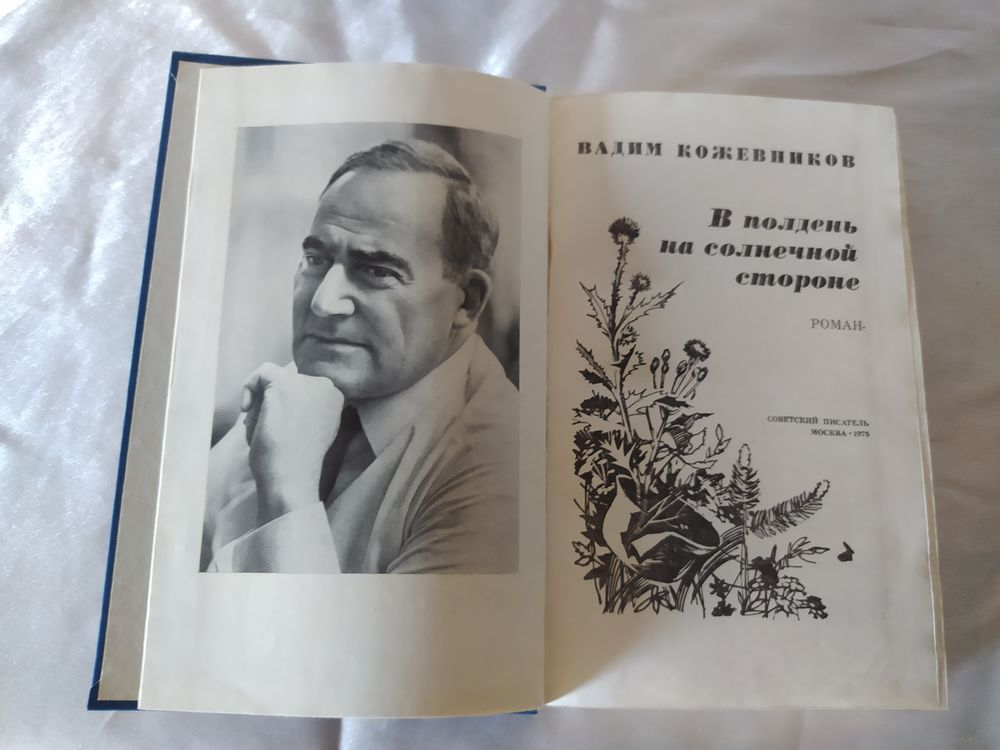 ВАДИМ КОЖЕВНИКОВ
В полдень
на солнечной
стороне
РОМАН
СОВЕТСКИЙ ПИСАТЕЛЬ
МОСКВА • 1975